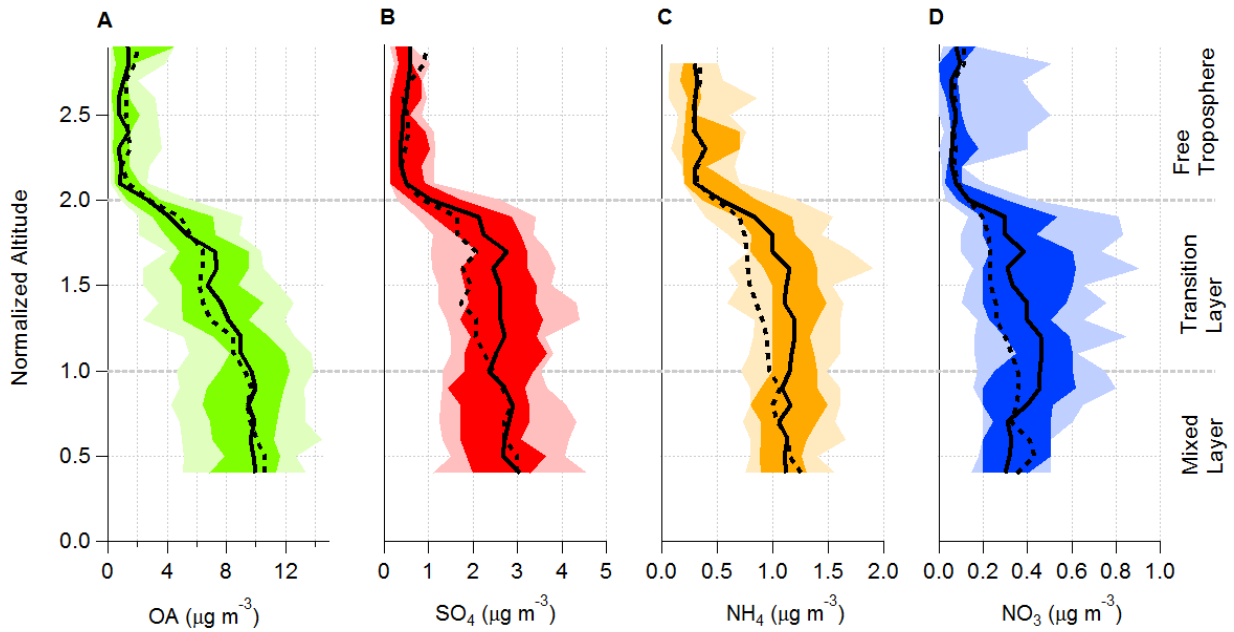 A
B
C
D
Normalized Altitude
2.5
2.0
1.5
1.0
0.5
0.0
Free
Troposphere
Transition
Layer
Mixed
Layer
0 4 8 12
0 1 2 3 4 5
0.0 0.5 1.0 1.5 2.0
0.0 0.2 0.4 0.6 0.8 1.0
OA (μg m⁻³)
SO₄ (μg m⁻³)
NH₄ (μg m⁻³)
NO₃ (μg m⁻³)